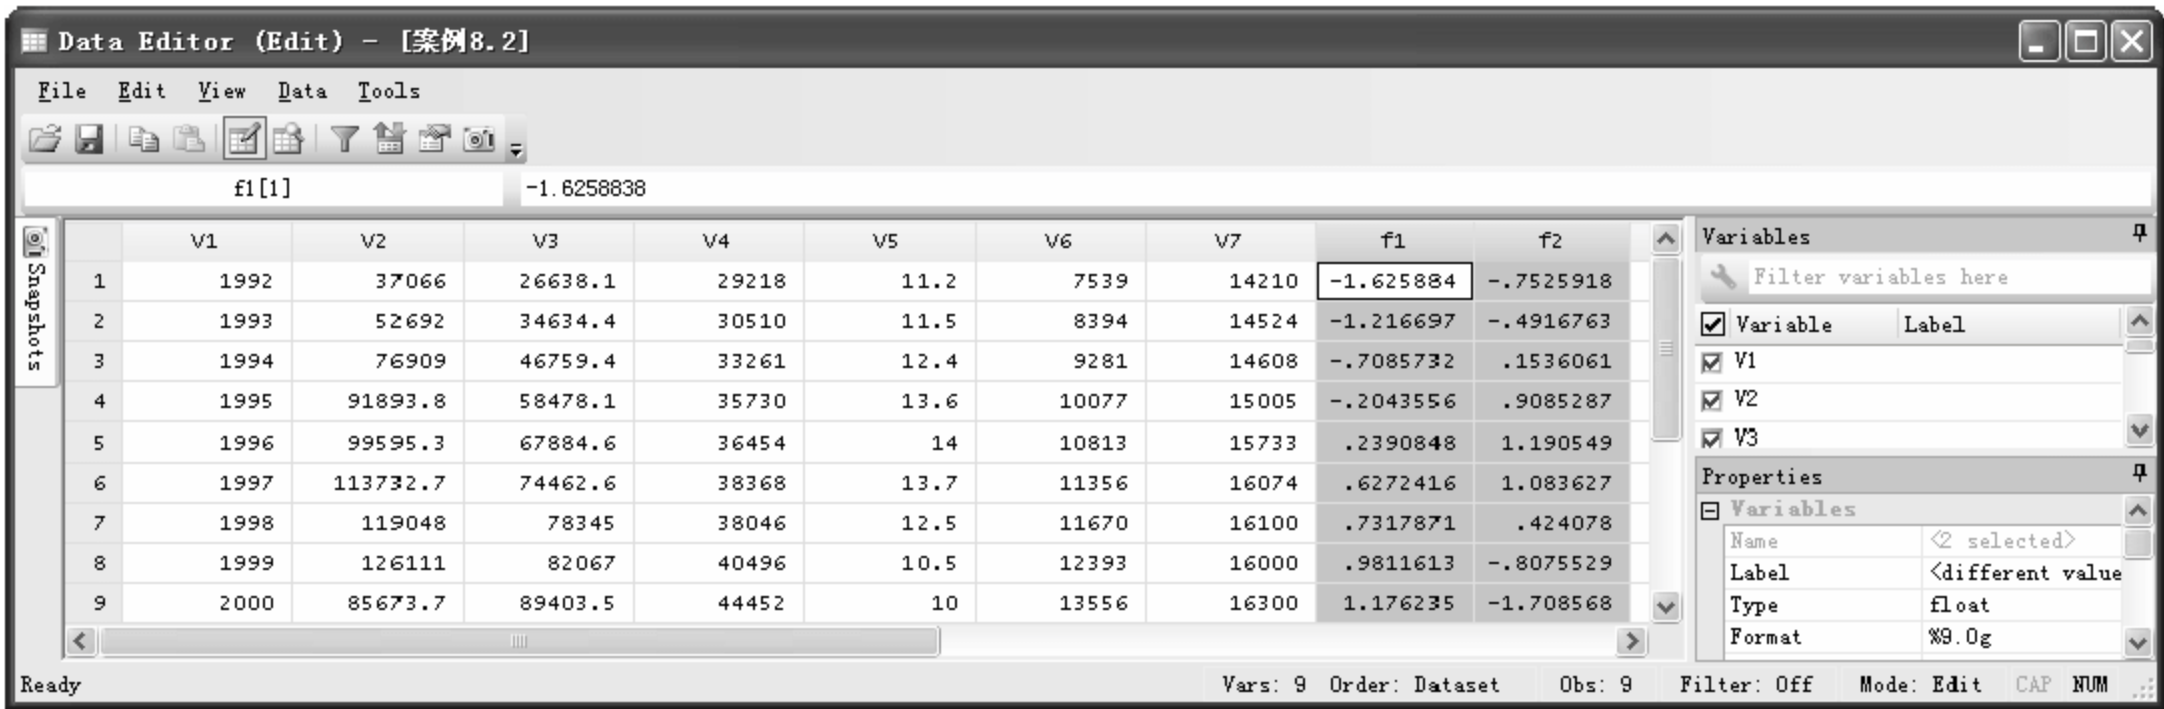 Data Editor (Edit) - [案例8.2]
File Edit View Data Tools
f1[1] -1.6258838
Snapshots
V1 V2 V3 V4 V5 V6 V7 f1 f2
1 1992 37066 26638.1 29218 11.2 7539 14210 -1.625884 -.7525918
2 1993 52692 34634.4 30510 11.5 8394 14524 -1.216697 -.4916763
3 1994 76909 46759.4 33261 12.4 9281 14608 -.7085732 .1536061
4 1995 91893.8 58478.1 35730 13.6 10077 15005 -.2043556 .9085287
5 1996 99595.3 67884.6 36454 14 10813 15733 .2390848 1.190549
6 1997 113732.7 74462.6 38368 13.7 11356 16074 .6272416 1.083627
7 1998 119048 78345 38046 12.5 11670 16100 .7317871 .424078
8 1999 126111 82067 40496 10.5 12393 16000 .9811613 -.8075529
9 2000 85673.7 89403.5 44452 10 13556 16300 1.176235 -1.708568
Variables
Filter variables here
Variable Label
V1
V2
V3
Properties
Variables
Name <2 selected>
Label <different value
Type float
Format %9.0g
Ready Vars: 9 Order: Dataset Obs: 9 Filter: Off Mode: Edit CAP NUM